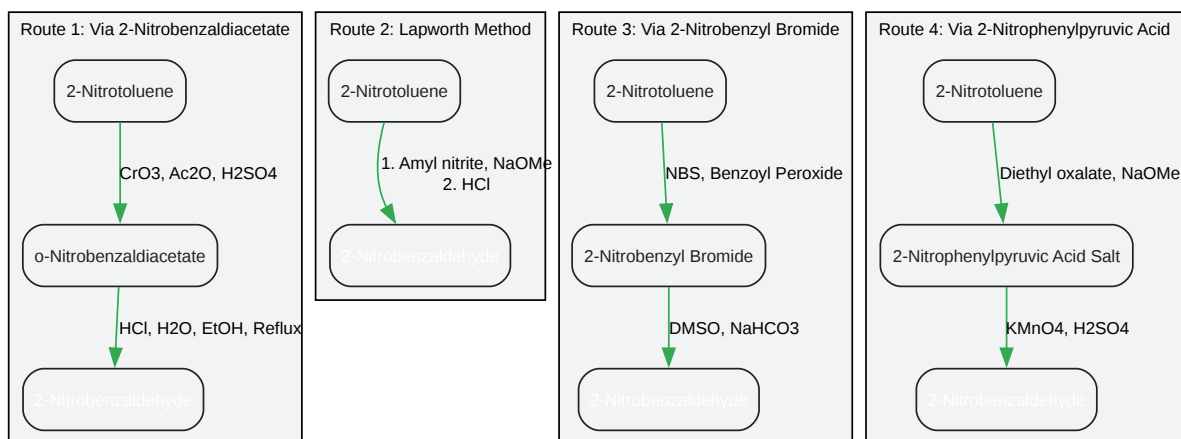 Route 1: Via 2-Nitrobenzaldiacetate
2-Nitrotoluene
CrO3, Ac2O, H2SO4
o-Nitrobenzaldiacetate
HCl, H2O, EtOH, Reflux
2-Nitrobenzaldehyde
Route 2: Lapworth Method
2-Nitrotoluene
1. Amyl nitrite, NaOMe
2. HCl
2-Nitrobenzaldehyde
Route 3: Via 2-Nitrobenzyl Bromide
2-Nitrotoluene
NBS, Benzoyl Peroxide
2-Nitrobenzyl Bromide
DMSO, NaHCO3
2-Nitrobenzaldehyde
Route 4: Via 2-Nitrophenylpyruvic Acid
2-Nitrotoluene
Diethyl oxalate, NaOMe
2-Nitrophenylpyruvic Acid Salt
KMnO4, H2SO4
2-Nitrobenzaldehyde